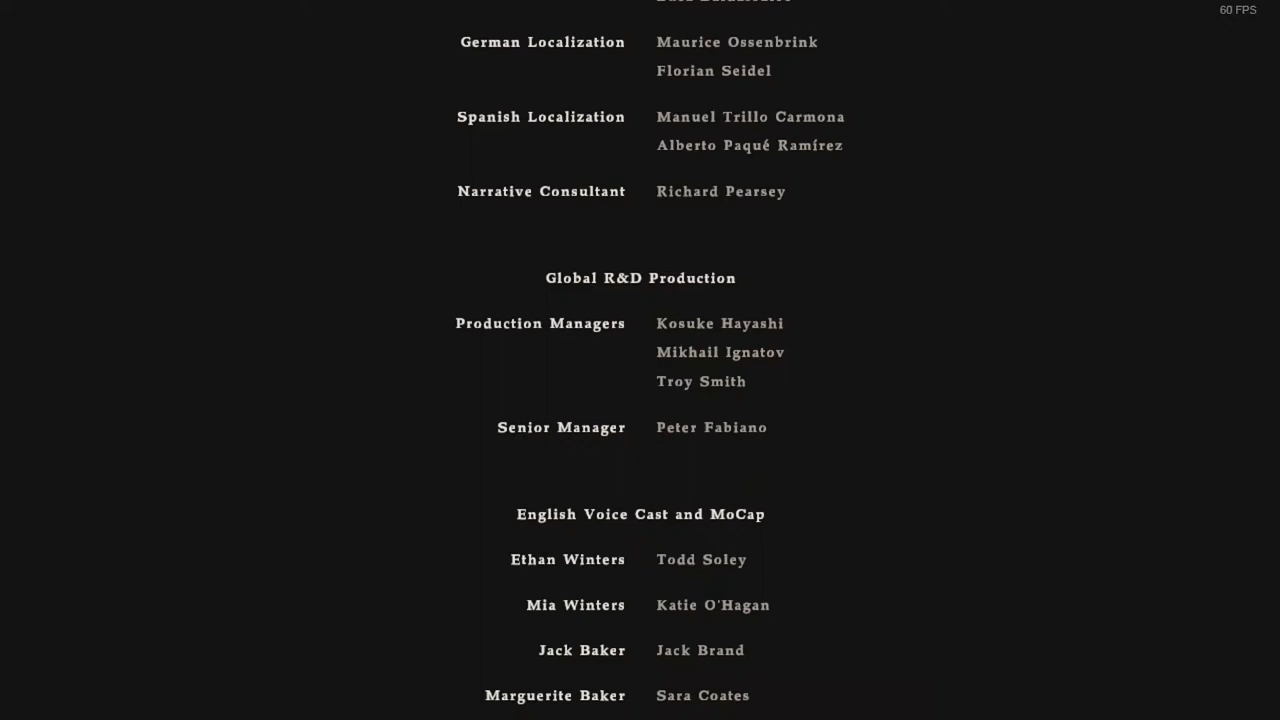 60 FPS
German Localization Maurice Ossenbrink
Florian Seidel
Spanish Localization Manuel Trillo Carmona
Alberto Paqué Ramírez
Narrative Consultant Richard Pearsey
Global R&D Production
Production Managers Kosuke Hayashi
Mikhail Ignatov
Troy Smith
Senior Manager Peter Fabiano
English Voice Cast and MoCap
Ethan Winters Todd Soley
Mia Winters Katie O'Hagan
Jack Baker Jack Brand
Marguerite Baker Sara Coates